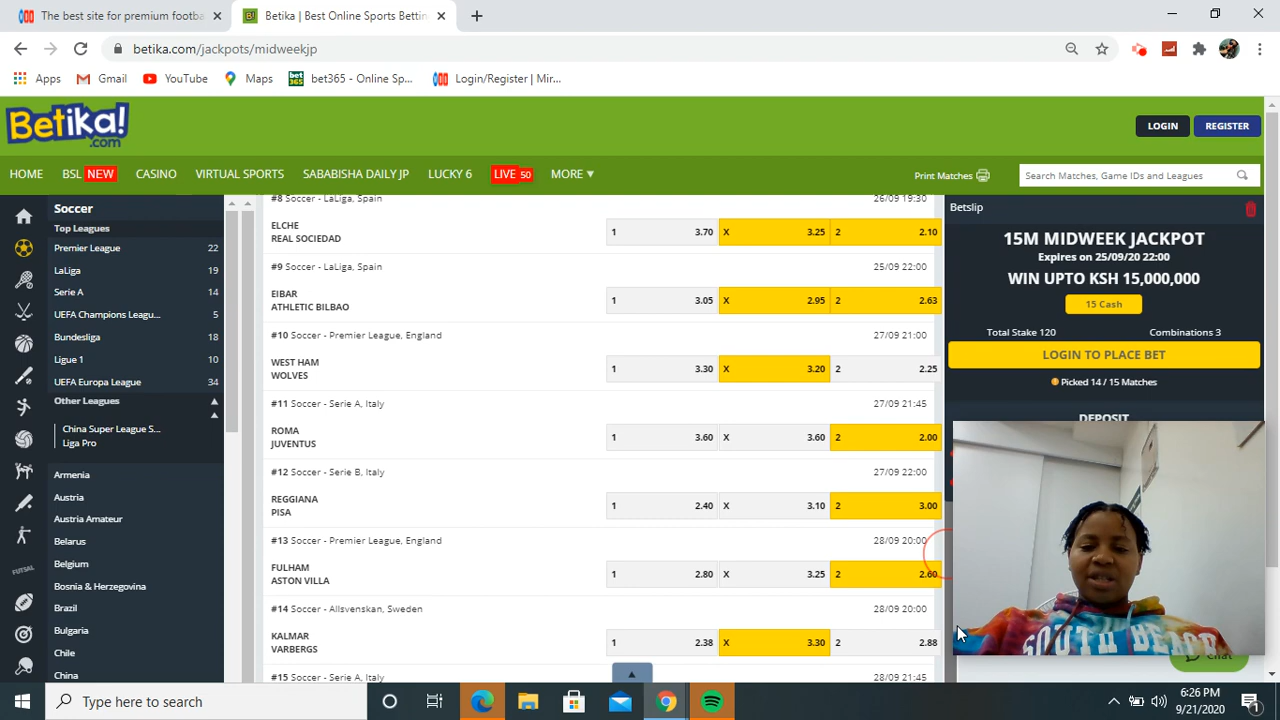 The best site for premium footba
Betika | Best Online Sports Bettin
betika.com/jackpots/midweekjp
Apps
Gmail
YouTube
Maps
bet365 - Online Sp...
Login/Register | Mir...
Betika!
.com
LOGIN
REGISTER
HOME
BSL NEW
CASINO
VIRTUAL SPORTS
SABABISHA DAILY JP
LUCKY 6
LIVE 50
MORE ▼
Print Matches
Search Matches, Game IDs and Leagues
Soccer
Top Leagues
Premier League 22
LaLiga 19
Serie A 14
UEFA Champions Leagu... 5
Bundesliga 18
Ligue 1 10
UEFA Europa League 34
Other Leagues
China Super League S...
Liga Pro
Armenia
Austria
Austria Amateur
Belarus
Belgium
Bosnia & Herzegovina
Brazil
Bulgaria
Chile
China
FUTSAL
#8 Soccer - LaLiga, Spain 26/09 19:30
ELCHE
REAL SOCIEDAD
1 3.70 X 3.25 2 2.10
#9 Soccer - LaLiga, Spain 25/09 22:00
EIBAR
ATHLETIC BILBAO
1 3.05 X 2.95 2 2.63
#10 Soccer - Premier League, England 27/09 21:00
WEST HAM
WOLVES
1 3.30 X 3.20 2 2.25
#11 Soccer - Serie A, Italy 27/09 21:45
ROMA
JUVENTUS
1 3.60 X 3.60 2 2.00
#12 Soccer - Serie B, Italy 27/09 22:00
REGGIANA
PISA
1 2.40 X 3.10 2 3.00
#13 Soccer - Premier League, England 28/09 20:00
FULHAM
ASTON VILLA
1 2.80 X 3.25 2 2.60
#14 Soccer - Allsvenskan, Sweden 28/09 20:00
KALMAR
VARBERGS
1 2.38 X 3.30 2 2.88
#15 Soccer - Serie A, Italy 28/09 21:45
Betslip
15M MIDWEEK JACKPOT
Expires on 25/09/20 22:00
WIN UPTO KSH 15,000,000
15 Cash
Total Stake 120 Combinations 3
LOGIN TO PLACE BET
Picked 14 / 15 Matches
DEPOSIT
SOUTH BEACH
Chat
Type here to search
6:26 PM
9/21/2020
1